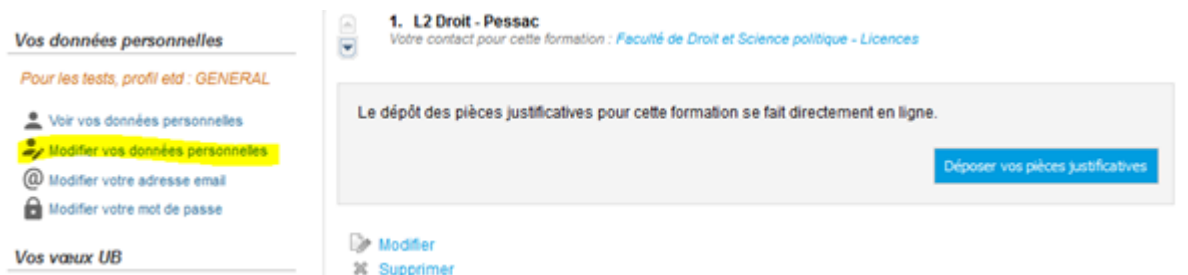 Vos données personnelles
Pour les tests, profil etd : GENERAL
Voir vos données personnelles
Modifier vos données personnelles
@ Modifier votre adresse email
Modifier votre mot de passe
Vos vœux UB
1. L2 Droit - Pessac
Votre contact pour cette formation : Faculté de Droit et Science politique - Licences
Le dépôt des pièces justificatives pour cette formation se fait directement en ligne.
Déposer vos pièces justificatives
Modifier
Supprimer